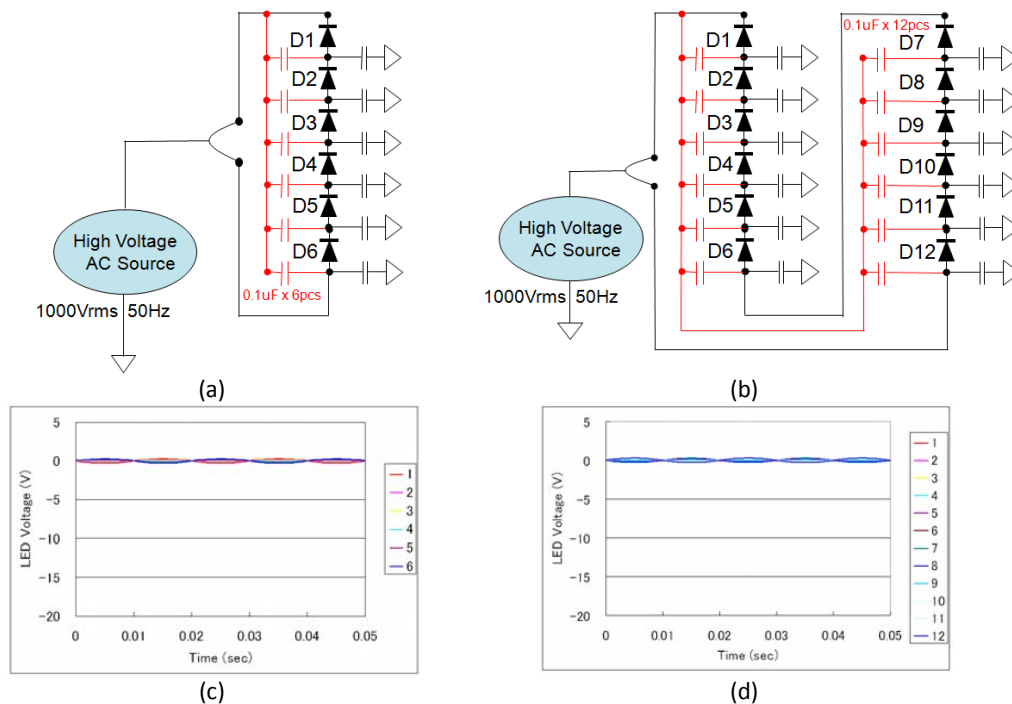 D1
D2
D3
D4
D5
D6
0.1uF x 6pcs
High Voltage
AC Source
1000Vrms 50Hz
(a)
D1
D2
D3
D4
D5
D6
0.1uF x 12pcs
D7
D8
D9
D10
D11
D12
High Voltage
AC Source
1000Vrms 50Hz
(b)
LED Voltage (V)
5
0
-5
-10
-15
-20
0 0.01 0.02 0.03 0.04 0.05
Time (sec)
1
2
3
4
5
6
(c)
LED Voltage (V)
5
0
-5
-10
-15
-20
0 0.01 0.02 0.03 0.04 0.05
Time (sec)
1
2
3
4
5
6
7
8
9
10
11
12
(d)